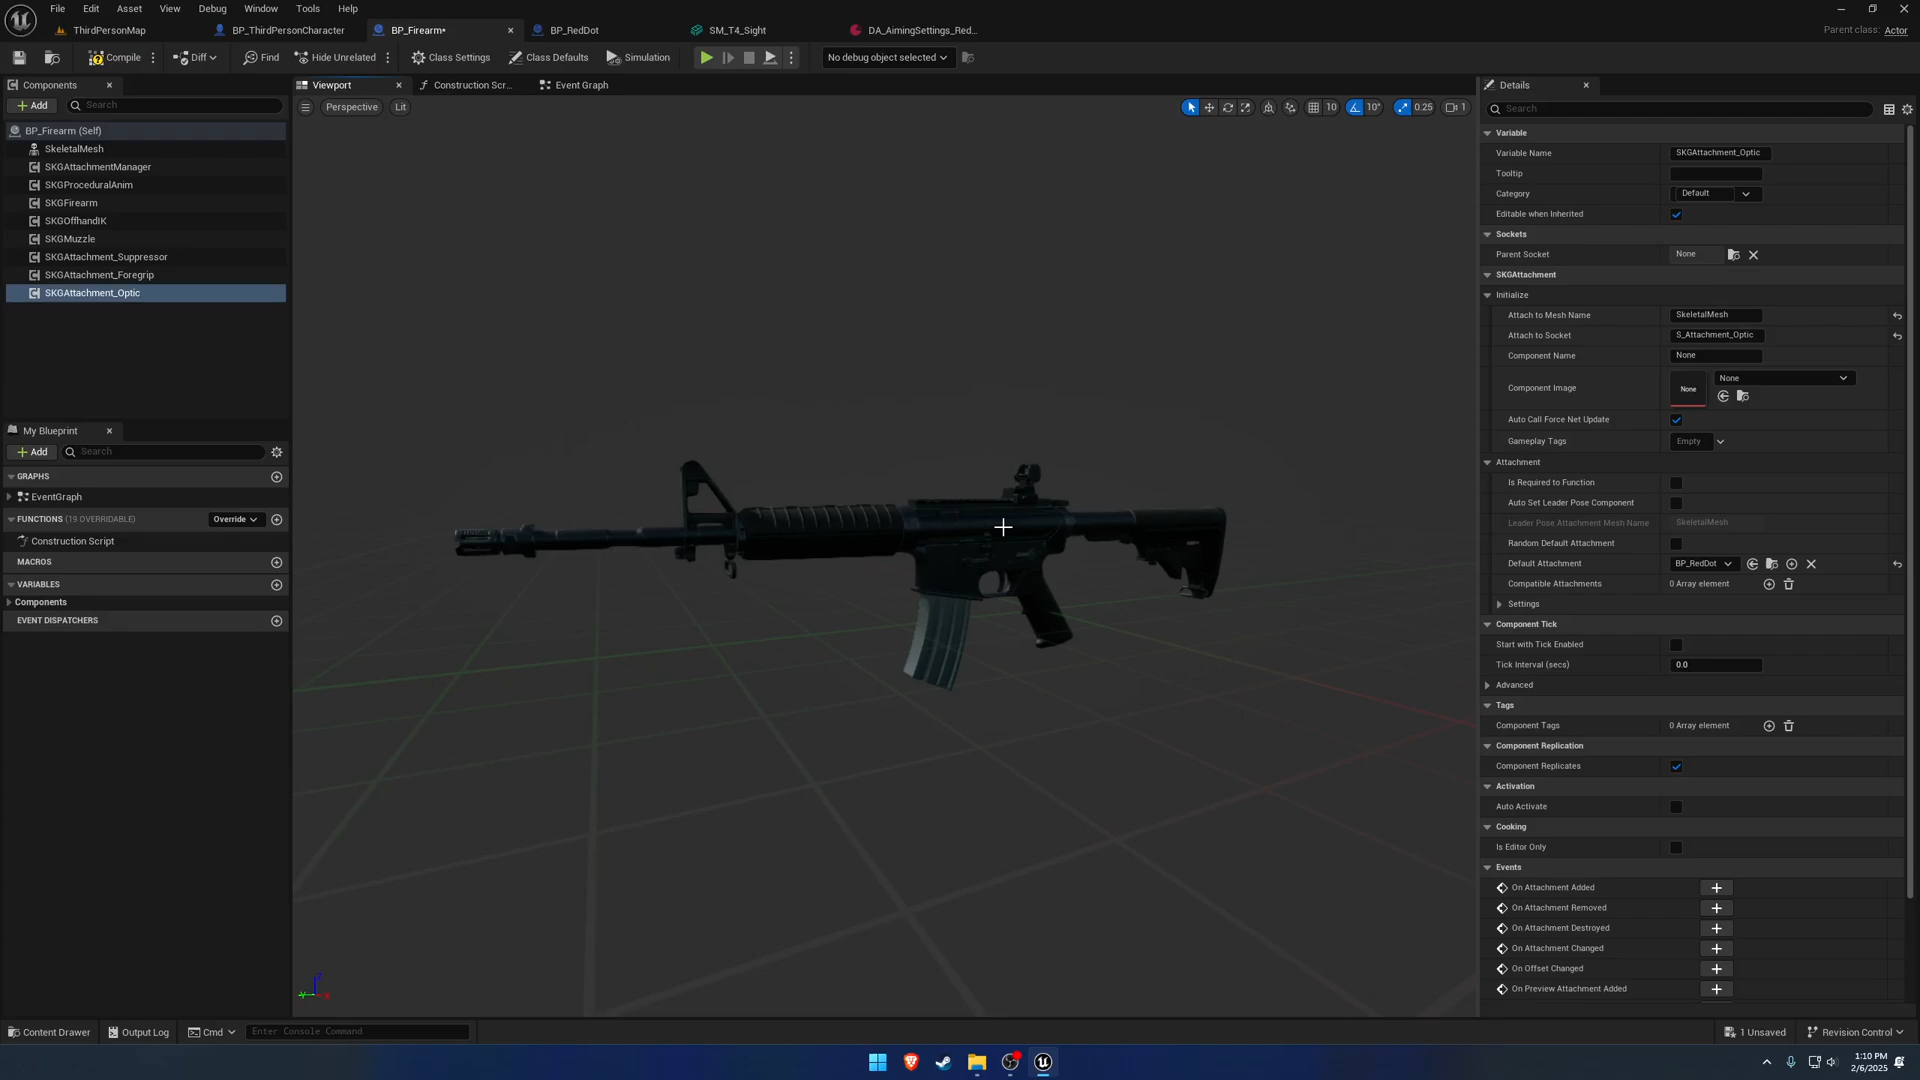 File Edit Asset View Debug Window Tools Help
ThirdPersonMap BP_ThirdPersonCharacter BP_Firearm• BP_RedDot SM_T4_Sight DA_AimingSettings_Red... Parent class: Actor
Compile Diff Find Hide Unrelated Class Settings Class Defaults Simulation No debug object selected
Components
Add Search
BP_Firearm (Self)
SkeletalMesh
SKGAttachmentManager
SKGProceduralAnim
SKGFirearm
SKGOffhandIK
SKGMuzzle
SKGAttachment_Suppressor
SKGAttachment_Foregrip
SKGAttachment_Optic
My Blueprint
Add Search
GRAPHS
EventGraph
FUNCTIONS (19 OVERRIDABLE) Override
Construction Script
MACROS
VARIABLES
Components
EVENT DISPATCHERS
Viewport Construction Scr... Event Graph
Perspective Lit 10 10° 0.25 1
Z
Y X
Details
Search
Variable
Variable Name SKGAttachment_Optic
Tooltip
Category Default
Editable when Inherited
Sockets
Parent Socket None
SKGAttachment
Initialize
Attach to Mesh Name SkeletalMesh
Attach to Socket S_Attachment_Optic
Component Name None
Component Image None None
Auto Call Force Net Update
Gameplay Tags Empty
Attachment
Is Required to Function
Auto Set Leader Pose Component
Leader Pose Attachment Mesh Name SkeletalMesh
Random Default Attachment
Default Attachment BP_RedDot
Compatible Attachments 0 Array element
Settings
Component Tick
Start with Tick Enabled
Tick Interval (secs) 0.0
Advanced
Tags
Component Tags 0 Array element
Component Replication
Component Replicates
Activation
Auto Activate
Cooking
Is Editor Only
Events
On Attachment Added
On Attachment Removed
On Attachment Destroyed
On Attachment Changed
On Offset Changed
On Preview Attachment Added
Content Drawer Output Log Cmd Enter Console Command 1 Unsaved Revision Control
1:10 PM
2/6/2025